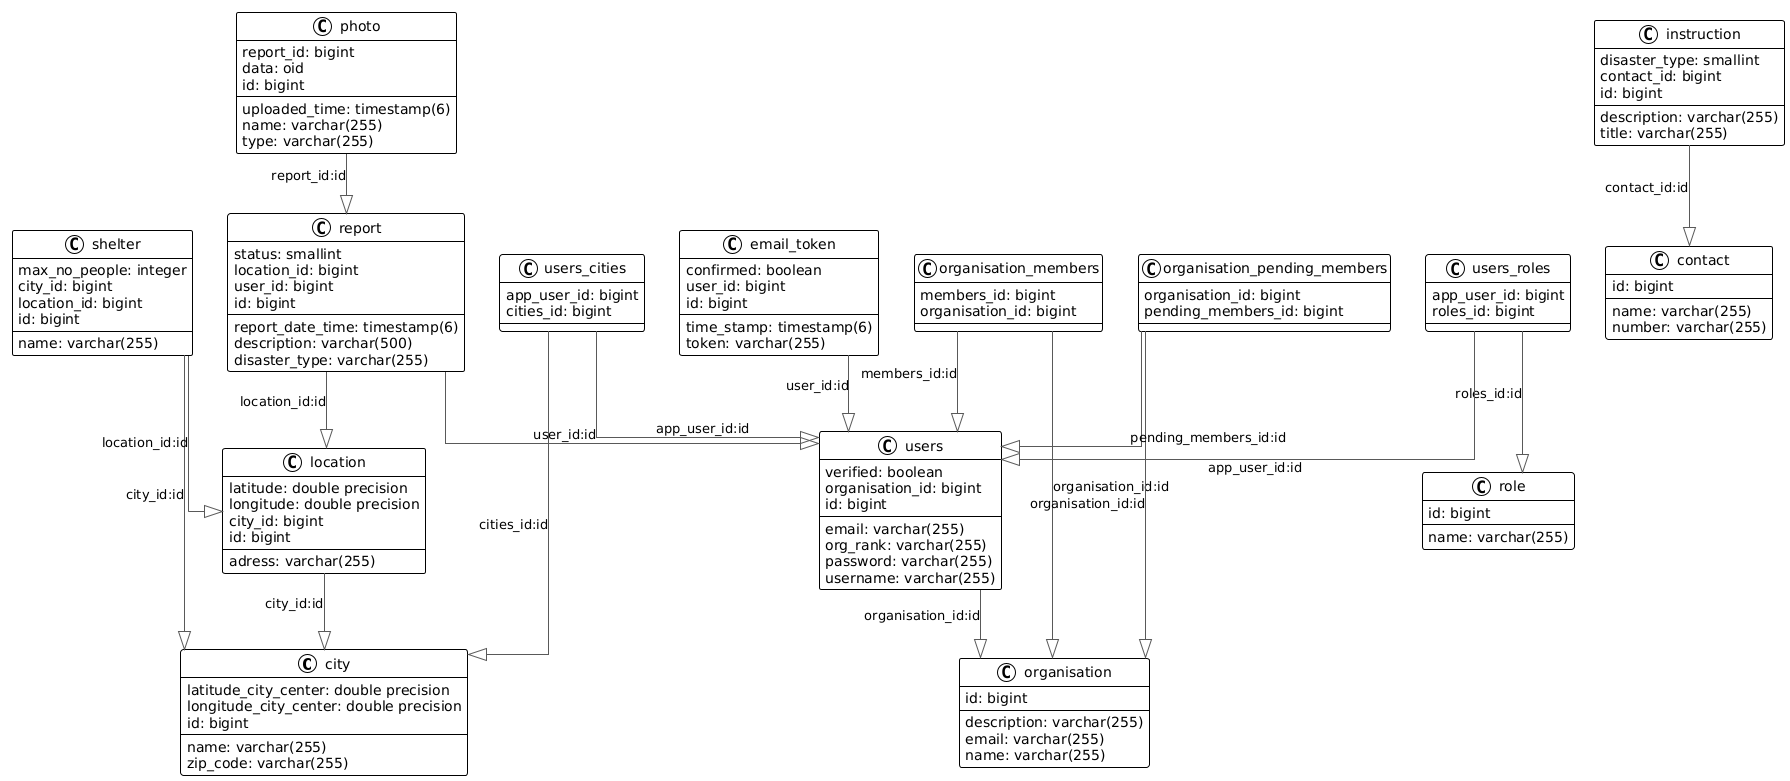 photo
report_id: bigint
data: oid
id: bigint
uploaded_time: timestamp(6)
name: varchar(255)
type: varchar(255)
instruction
disaster_type: smallint
contact_id: bigint
id: bigint
description: varchar(255)
title: varchar(255)
report_id:id
contact_id:id
shelter
max_no_people: integer
city_id: bigint
location_id: bigint
id: bigint
name: varchar(255)
report
status: smallint
location_id: bigint
user_id: bigint
id: bigint
report_date_time: timestamp(6)
description: varchar(500)
disaster_type: varchar(255)
users_cities
app_user_id: bigint
cities_id: bigint
email_token
confirmed: boolean
user_id: bigint
id: bigint
time_stamp: timestamp(6)
token: varchar(255)
organisation_members
members_id: bigint
organisation_id: bigint
organisation_pending_members
organisation_id: bigint
pending_members_id: bigint
users_roles
app_user_id: bigint
roles_id: bigint
contact
id: bigint
name: varchar(255)
number: varchar(255)
location_id:id
user_id:id
members_id:id
roles_id:id
location_id:id
user_id:id
app_user_id:id
pending_members_id:id
app_user_id:id
city_id:id
location
latitude: double precision
longitude: double precision
city_id: bigint
id: bigint
adress: varchar(255)
cities_id:id
users
verified: boolean
organisation_id: bigint
id: bigint
email: varchar(255)
org_rank: varchar(255)
password: varchar(255)
username: varchar(255)
organisation_id:id
organisation_id:id
role
id: bigint
name: varchar(255)
city_id:id
organisation_id:id
city
latitude_city_center: double precision
longitude_city_center: double precision
id: bigint
name: varchar(255)
zip_code: varchar(255)
organisation
id: bigint
description: varchar(255)
email: varchar(255)
name: varchar(255)